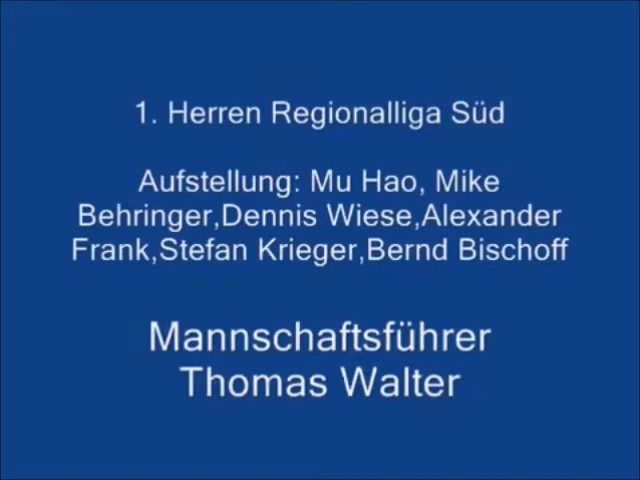 1. Herren Regionalliga Süd
Aufstellung: Mu Hao, Mike
Behringer,Dennis Wiese,Alexander
Frank,Stefan Krieger,Bernd Bischoff
Mannschaftsführer
Thomas Walter